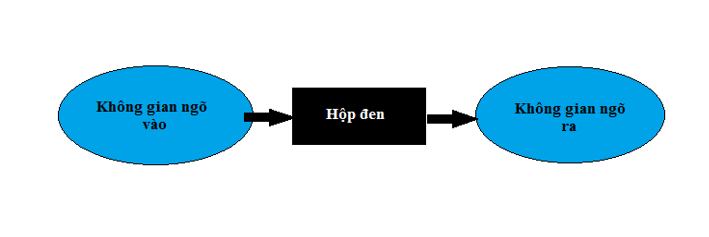 Không gian ngõ
vào
Hộp đen
Không gian ngõ
ra